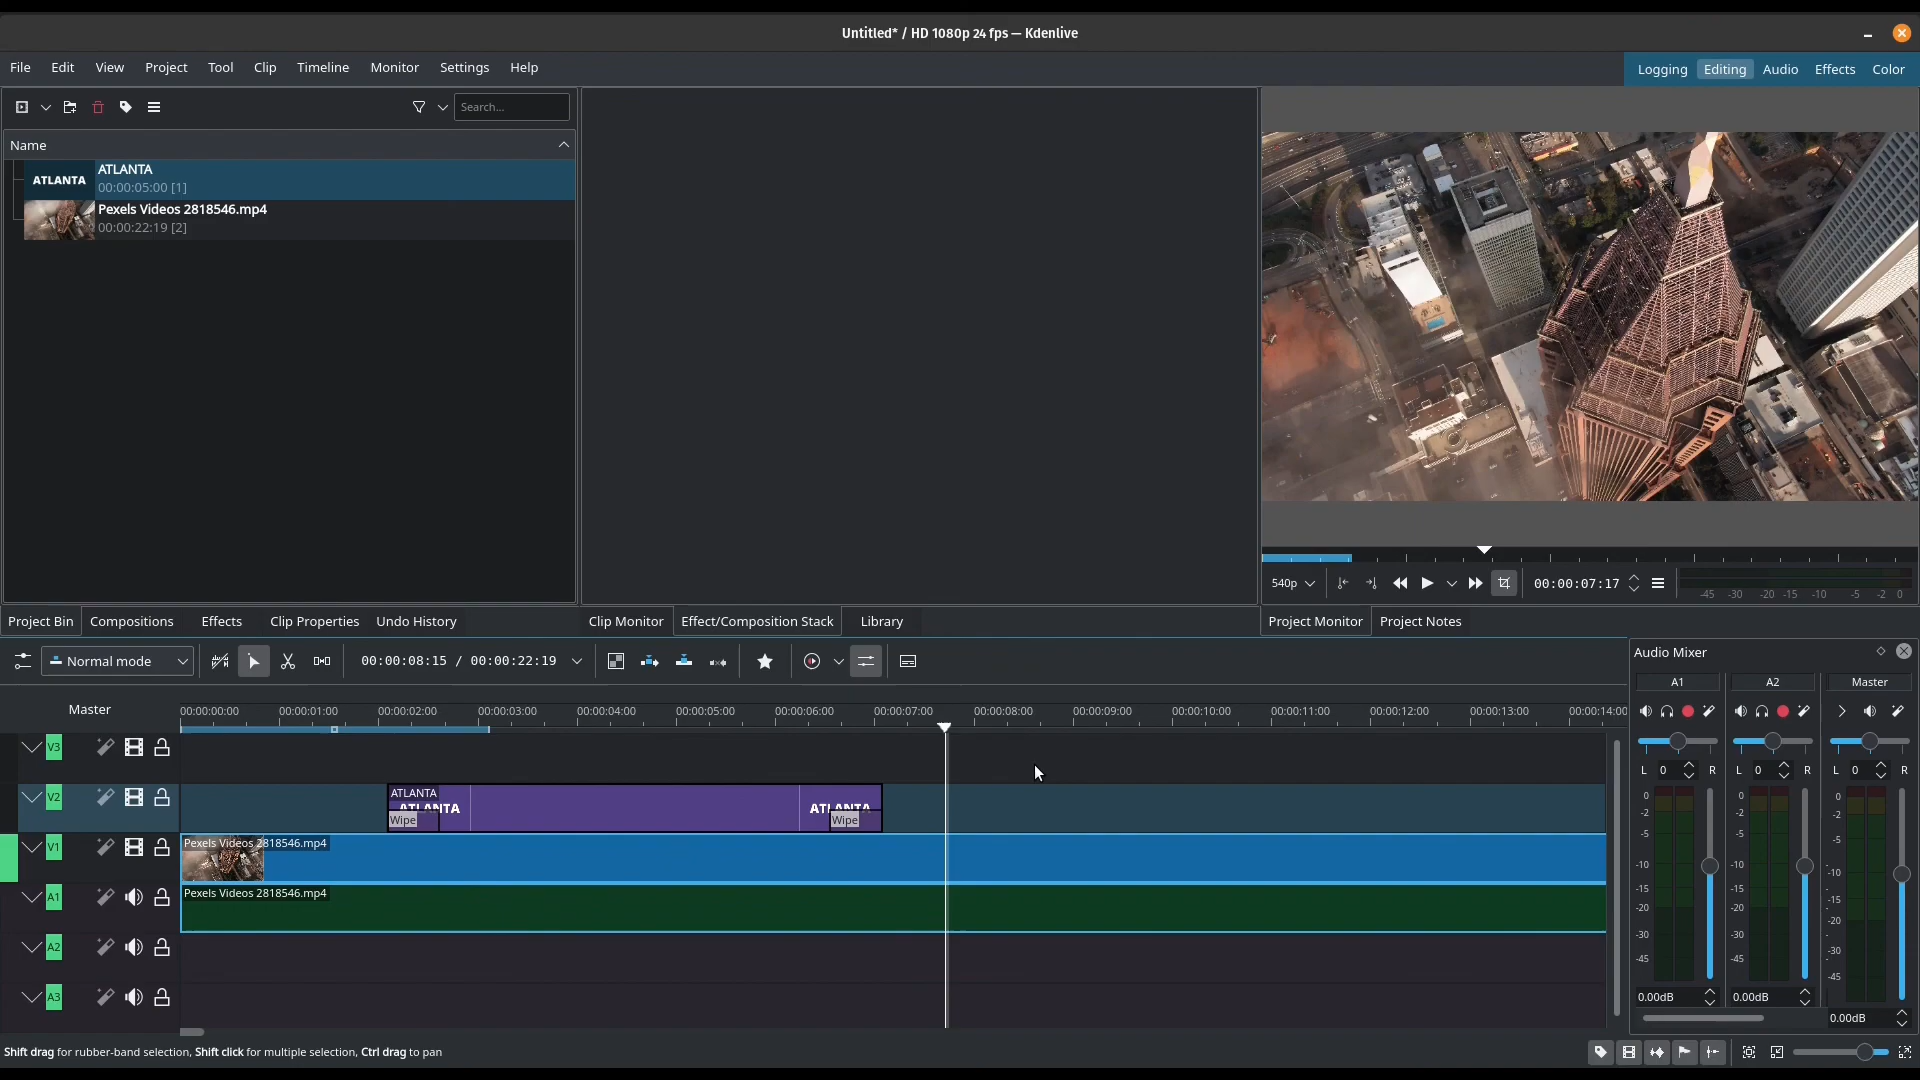 Untitled* / HD 1080p 24 fps — Kdenlive
File Edit View Project Tool Clip Timeline Monitor Settings Help
Logging Editing Audio Effects Color
Search...
Name
ATLANTA
ATLANTA
00:00:05:00 [1]
Pexels Videos 2818546.mp4
00:00:22:19 [2]
540p
00:00:07:17
-45 -30 -20 -15 -10 -5 -2 0
Project Bin Compositions Effects Clip Properties Undo History
Clip Monitor Effect/Composition Stack Library
Project Monitor Project Notes
Normal mode
00:00:08:15 / 00:00:22:19
Master
00:00:00:00 00:00:01:00 00:00:02:00 00:00:03:00 00:00:04:00 00:00:05:00 00:00:06:00 00:00:07:00 00:00:08:00 00:00:09:00 00:00:10:00 00:00:11:00 00:00:12:00 00:00:13:00 00:00:14:00
V3
V2
ATLANTA
ATLANTA ATLANTA
Wipe Wipe
V1
Pexels Videos 2818546.mp4
A1
Pexels Videos 2818546.mp4
A2
A3
Audio Mixer
A1 A2 Master
L 0 R L 0 R L 0 R
0 0 0
-2 -2 -2
-5 -5 -5
-10 -10 -10
-15 -15 -15
-20 -20 -20
-30 -30 -30
-45 -45 -45
0.00dB 0.00dB 0.00dB
Shift drag for rubber-band selection, Shift click for multiple selection, Ctrl drag to pan